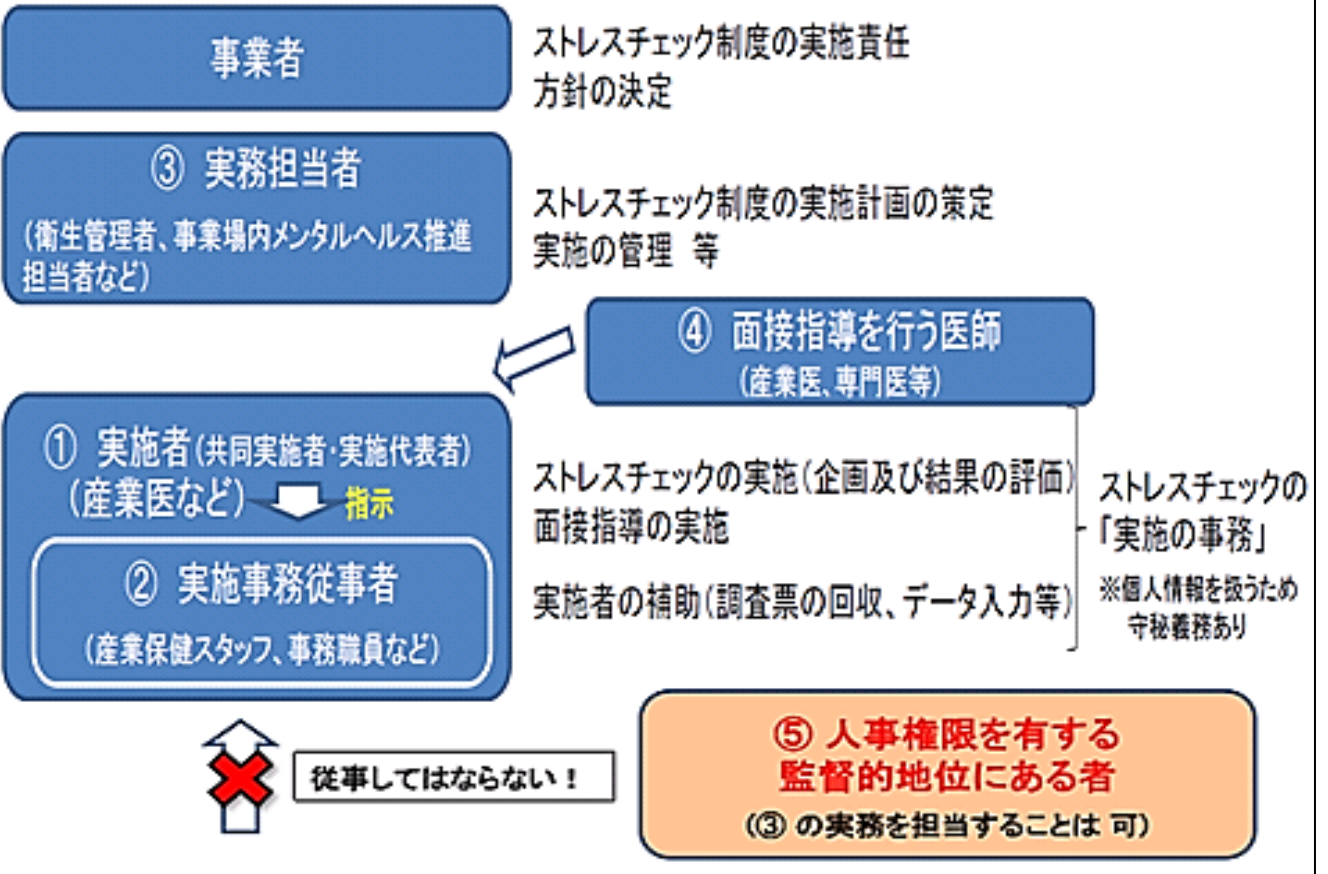 事業者
ストレスチェック制度の実施責任
方針の決定
③ 実務担当者
(衛生管理者、事業場内メンタルヘルス推進
担当者など)
ストレスチェック制度の実施計画の策定
実施の管理 等
④ 面接指導を行う医師
(産業医、専門医等)
① 実施者(共同実施者・実施代表者)
(産業医など)
指示
② 実施事務従事者
(産業保健スタッフ、事務職員など)
ストレスチェックの実施(企画及び結果の評価)
面接指導の実施
実施者の補助(調査票の回収、データ入力等)
ストレスチェックの
「実施の事務」
※個人情報を扱うため
守秘義務あり
従事してはならない！
⑤ 人事権限を有する
監督的地位にある者
(③ の実務を担当することは 可)